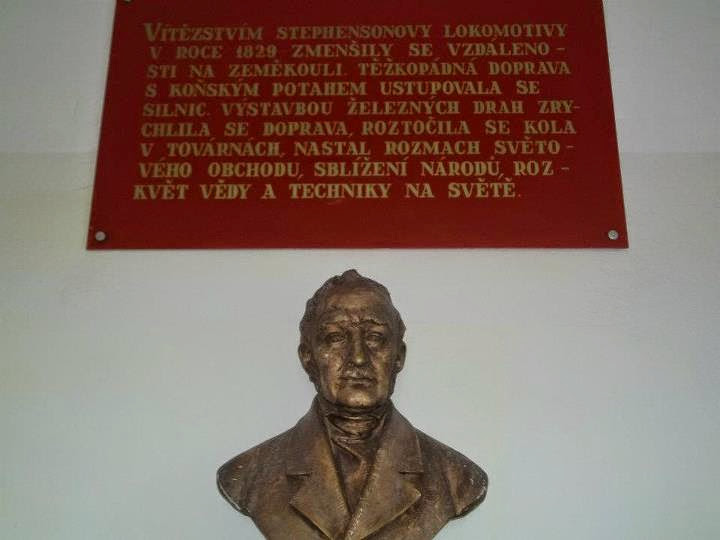 VÍTĚZSTVÍM STEPHENSONOVY LOKOMOTIVY
V ROCE 1829 ZMENŠILY SE VZDÁLENO-
STI NA ZEMĚKOULI. TĚŽKOPÁDNÁ DOPRAVA
S KOŇSKÝM POTAHEM USTUPOVALA SE
SILNIC. VÝSTAVBOU ŽELEZNÝCH DRAH ZRY-
CHLILA SE DOPRAVA, ROZTOČILA SE KOLA
V TOVÁRNÁCH, NASTAL ROZMACH SVĚTO-
VÉHO OBCHODU, SBLÍŽENÍ NÁRODŮ, ROZ-
KVĚT VĚDY A TECHNIKY NA SVĚTĚ.